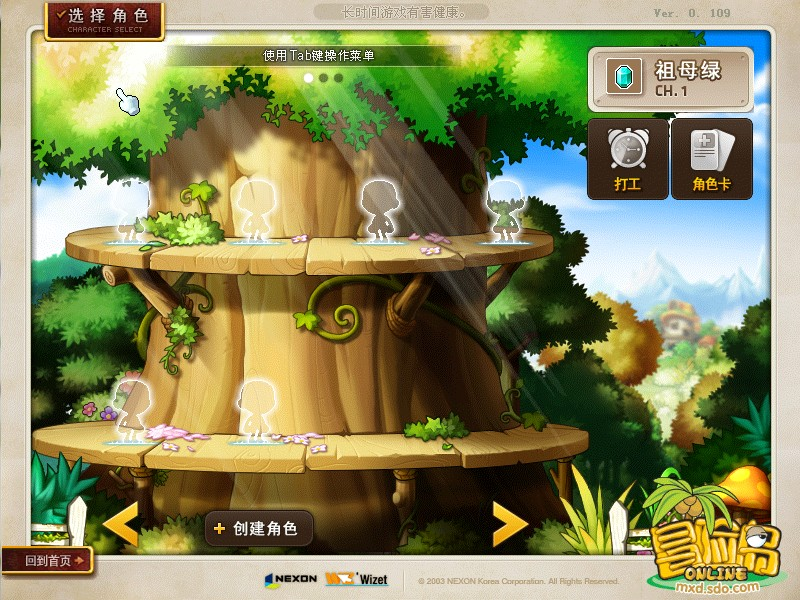 选择角色
CHARACTER SELECT
长时间游戏有害健康。
Ver. 0. 109
使用Tab键操作菜单
祖母绿
CH.1
打工
角色卡
+ 创建角色
回到首页
NEXON
Wizet
© 2003 NEXON Korea Corporation. All Rights Reserved.
冒险岛
ONLINE
mxd.sdo.com